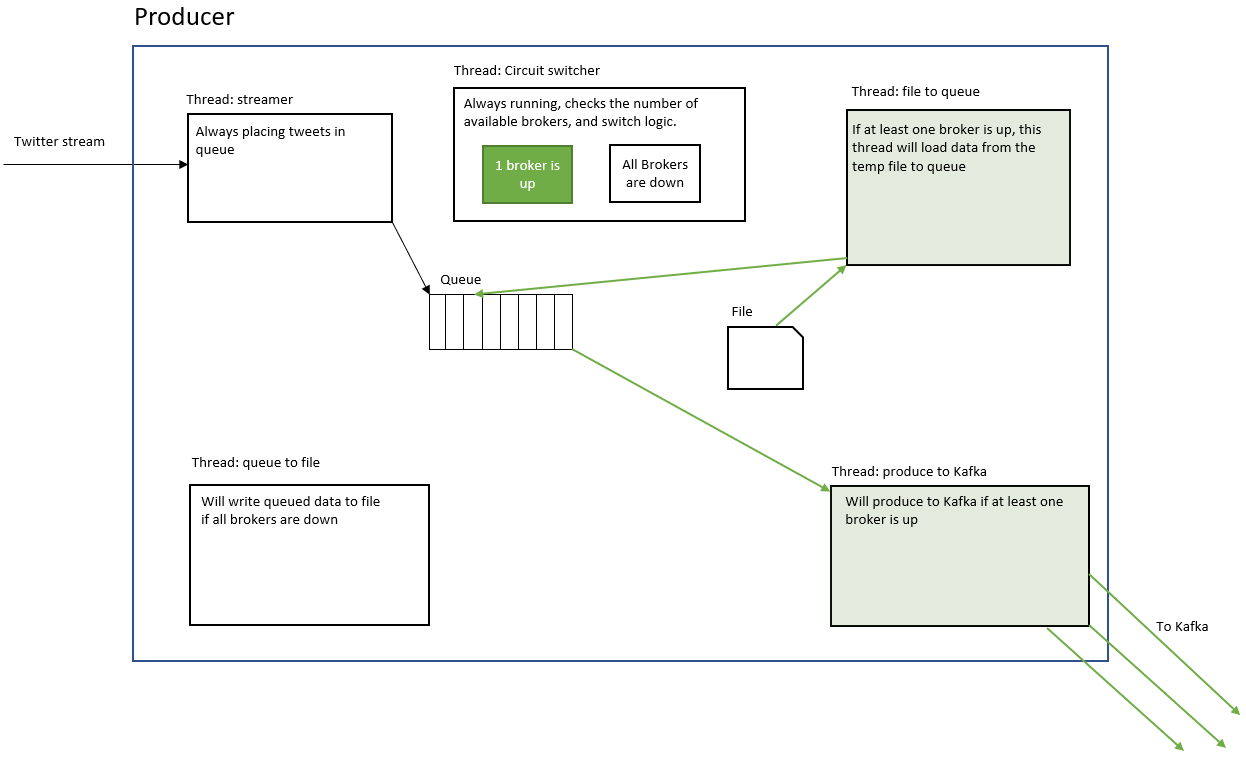 Producer
Thread: Circuit switcher
Thread: streamer
Thread: file to queue
Always running, checks the number of
available brokers, and switch logic.
Always placing tweets in
queue
If at least one broker is up, this
thread will load data from the
temp file to queue
Twitter stream
1 broker is
up
All Brokers
are down
Queue
File
Thread: queue to file
Thread: produce to Kafka
Will write queued data to file
if all brokers are down
Will produce to Kafka if at least one
broker is up
To Kafka